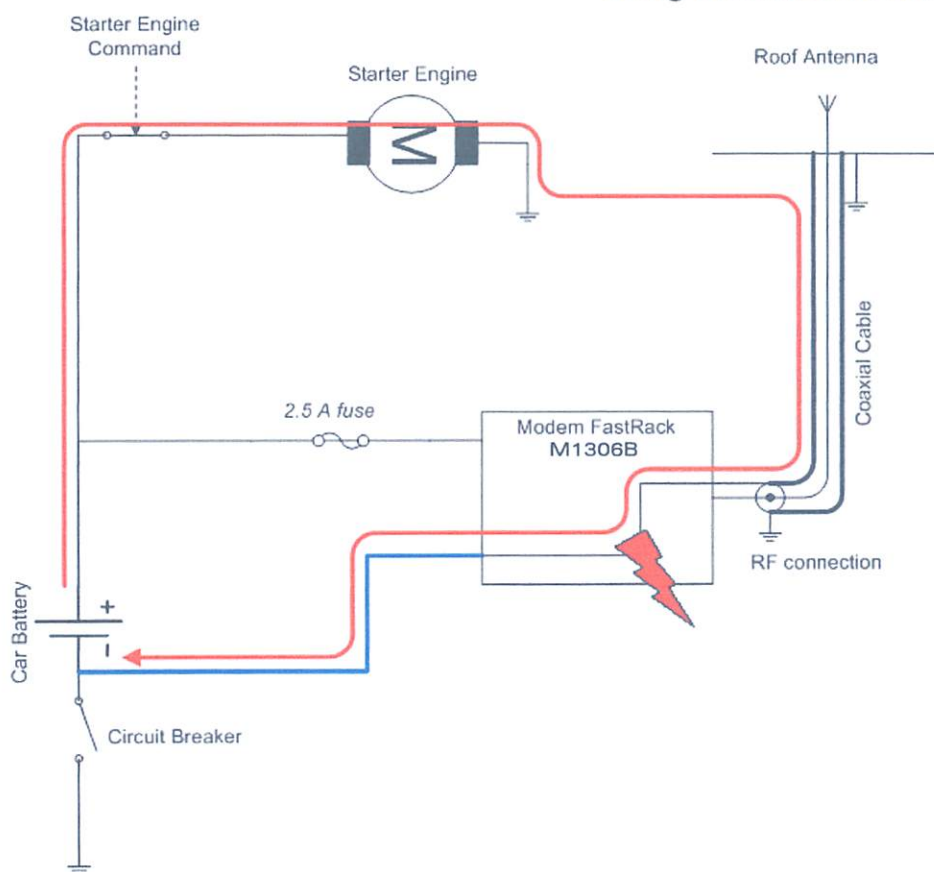 Starter Engine
Command
Starter Engine
M
Roof Antenna
Coaxial Cable
2.5 A fuse
Modem FastRack
M1306B
RF connection
Car Battery
+
-
Circuit Breaker